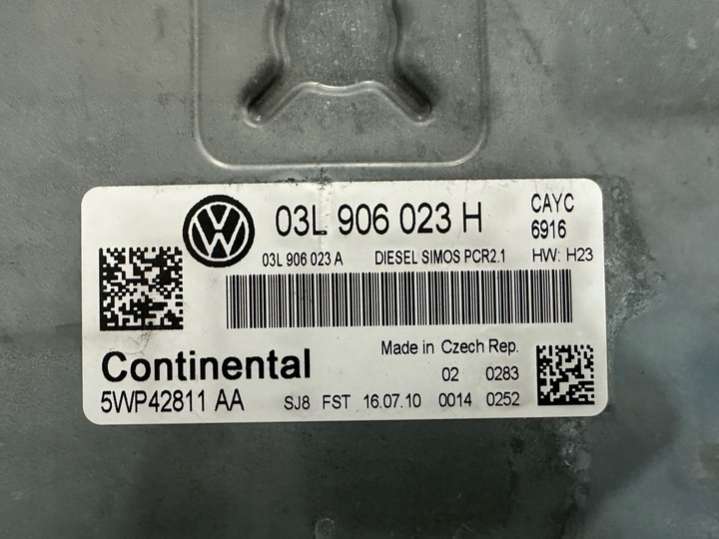 03L 906 023 H
CAYC
6916
03L 906 023 A DIESEL SIMOS PCR2.1 HW: H23
Continental
Made in Czech Rep.
02 0283
5WP42811 AA SJ8 FST 16.07.10 0014 0252